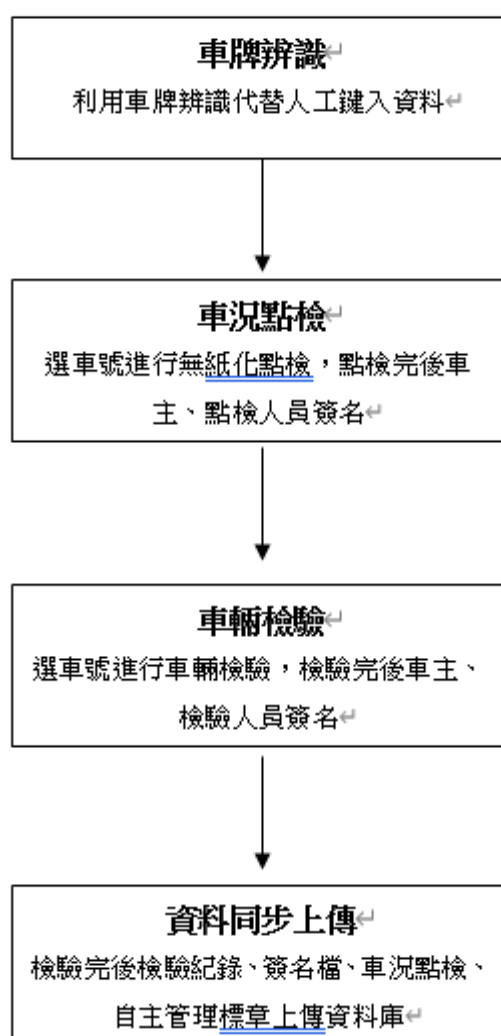 車牌辨識
利用車牌辨識代替人工鍵入資料
車況點檢
選車號進行無紙化點檢，點檢完後車
主、點檢人員簽名
車輛檢驗
選車號進行車輛檢驗，檢驗完後車主、
檢驗人員簽名
資料同步上傳
檢驗完後檢驗紀錄、簽名檔、車況點檢、
自主管理標章上傳資料庫